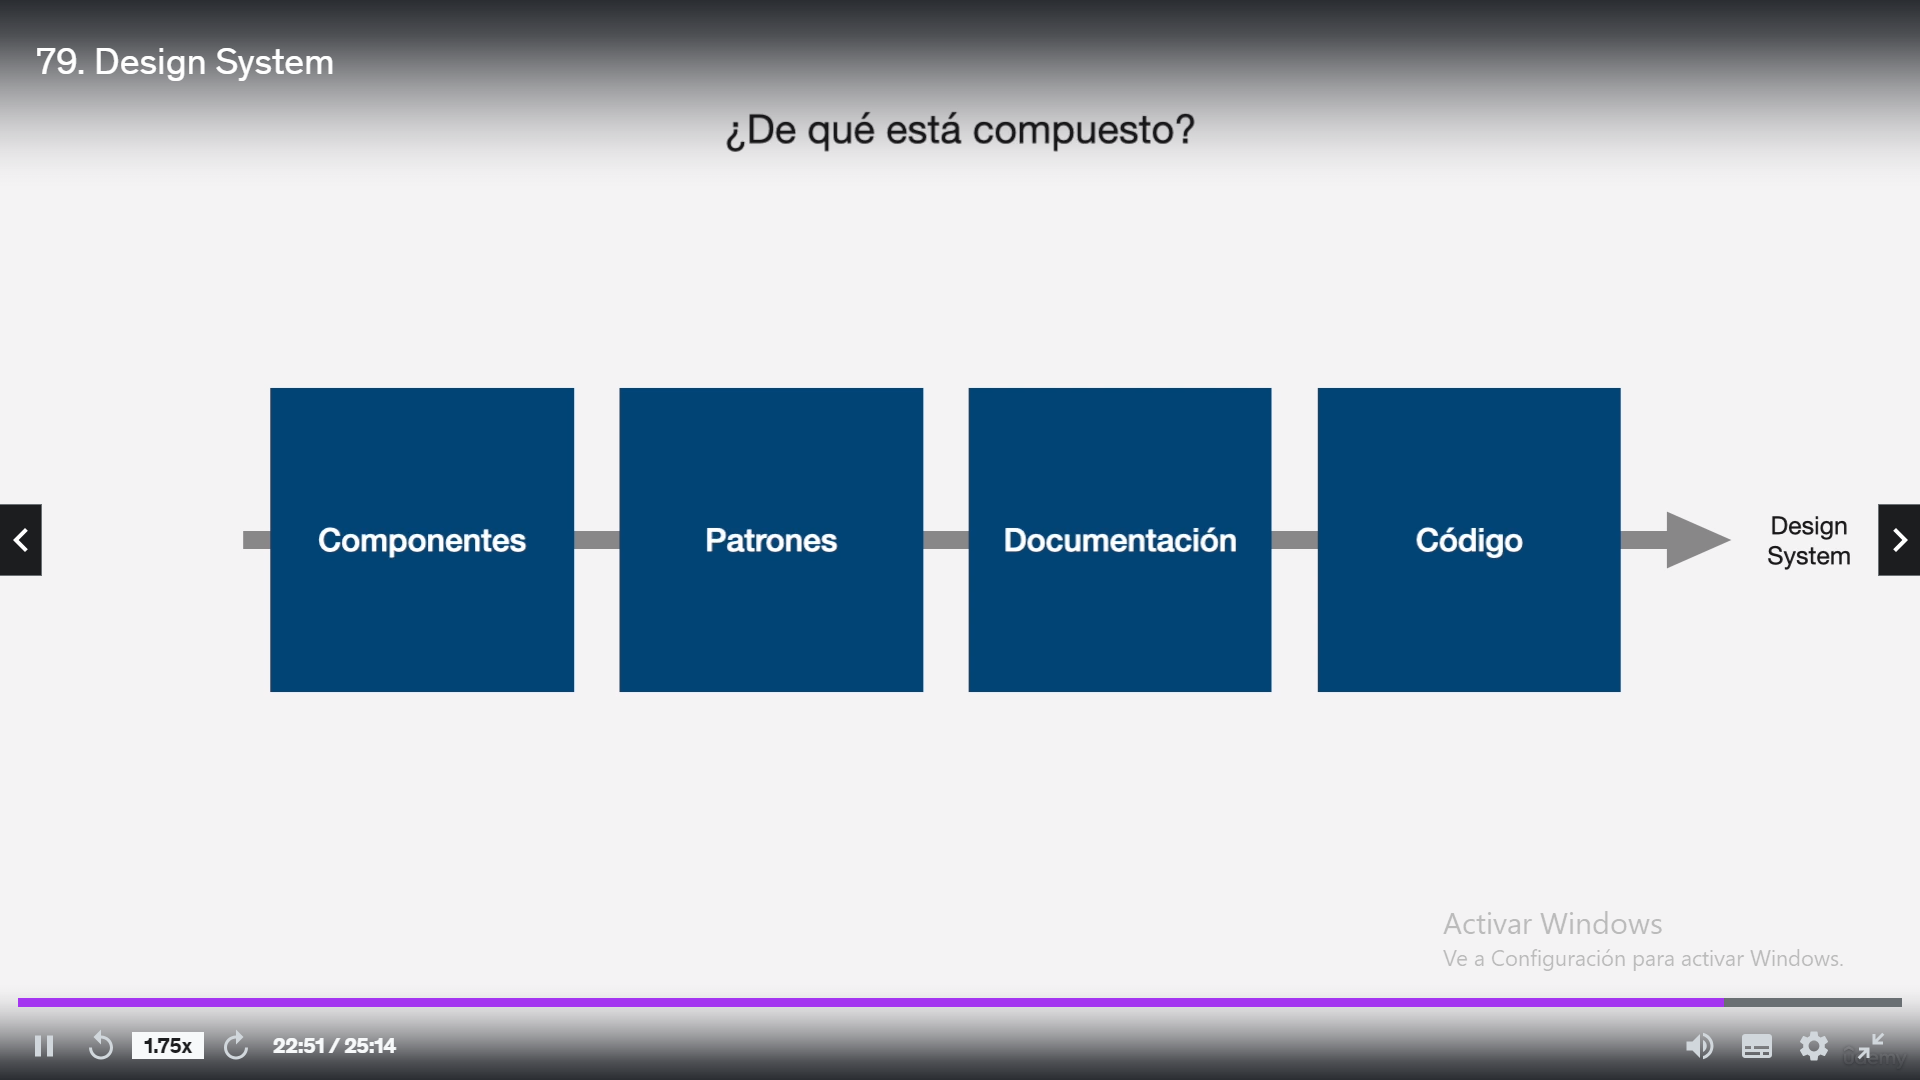 79. Design System
¿De qué está compuesto?
Componentes
Patrones
Documentación
Código
Design
System
Activar Windows
Ve a Configuración para activar Windows.
1.75x
22:51 / 25:14
ûdemy